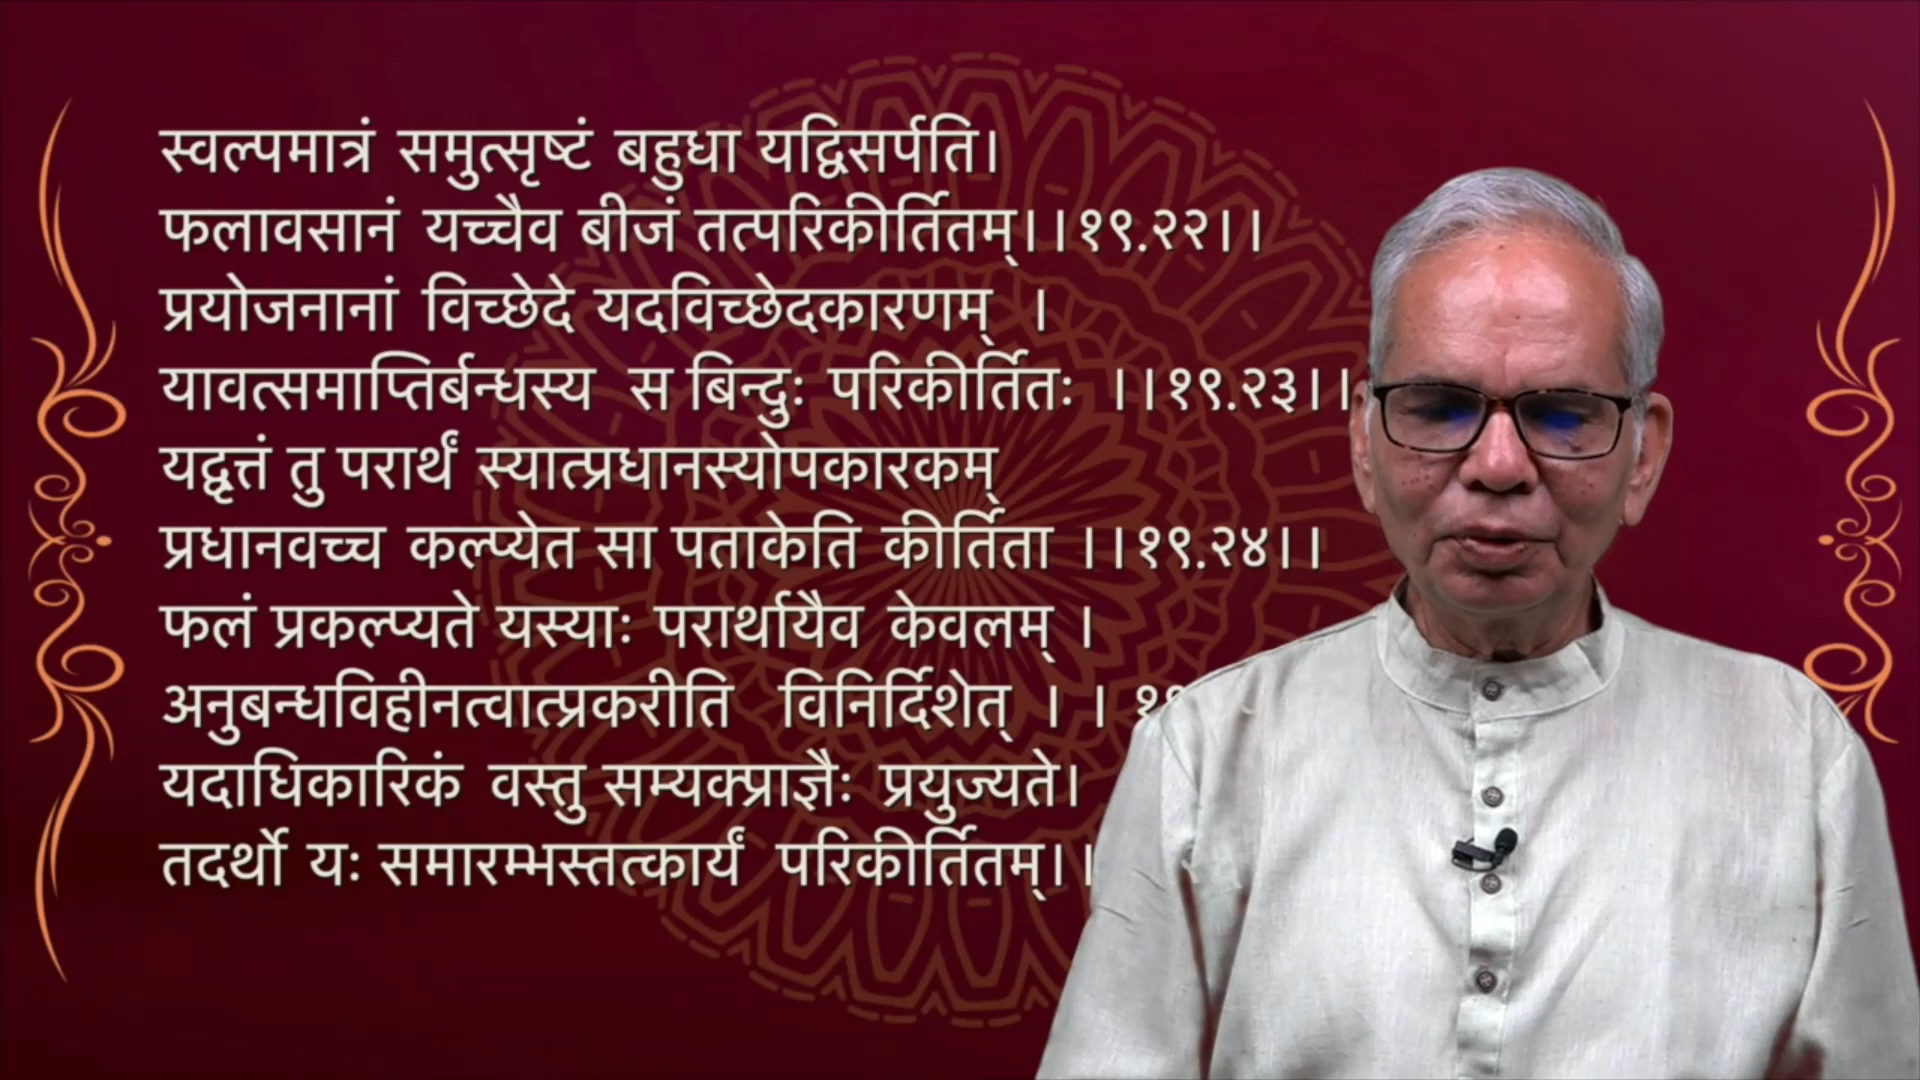 स्वल्पमात्रं समुत्सृष्टं बहुधा यद्विसर्पति।
फलावसानं यच्चैव बीजं तत्परिकीर्तितम्।।१९.२२।।
प्रयोजनानां विच्छेदे यदविच्छेदकारणम् ।
यावत्समाप्तिर्बन्धस्य स बिन्दुः परिकीर्तितः ।।१९.२३।।
यद्वृत्तं तु परार्थं स्यात्प्रधानस्योपकारकम्
प्रधानवच्च कल्प्येत सा पताकेति कीर्तिता ।।१९.२४।।
फलं प्रकल्प्यते यस्याः परार्थायैव केवलम् ।
अनुबन्धविहीनत्वात्प्रकरीति विनिर्दिशेत् । ।
यदाधिकारिकं वस्तु सम्यक्प्राज्ञैः प्रयुज्यते।
तदर्थो यः समारम्भस्तत्कार्यं परिकीर्तितम्।।